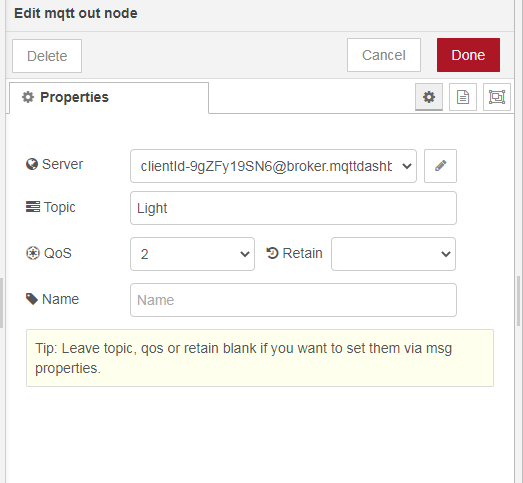 Edit mqtt out node
Delete
Cancel
Done
Properties
Server
clientId-9gZFy19SN6@broker.mqttdasht
Topic
Light
QoS
2
Retain
Name
Name
Tip: Leave topic, qos or retain blank if you want to set them via msg
properties.